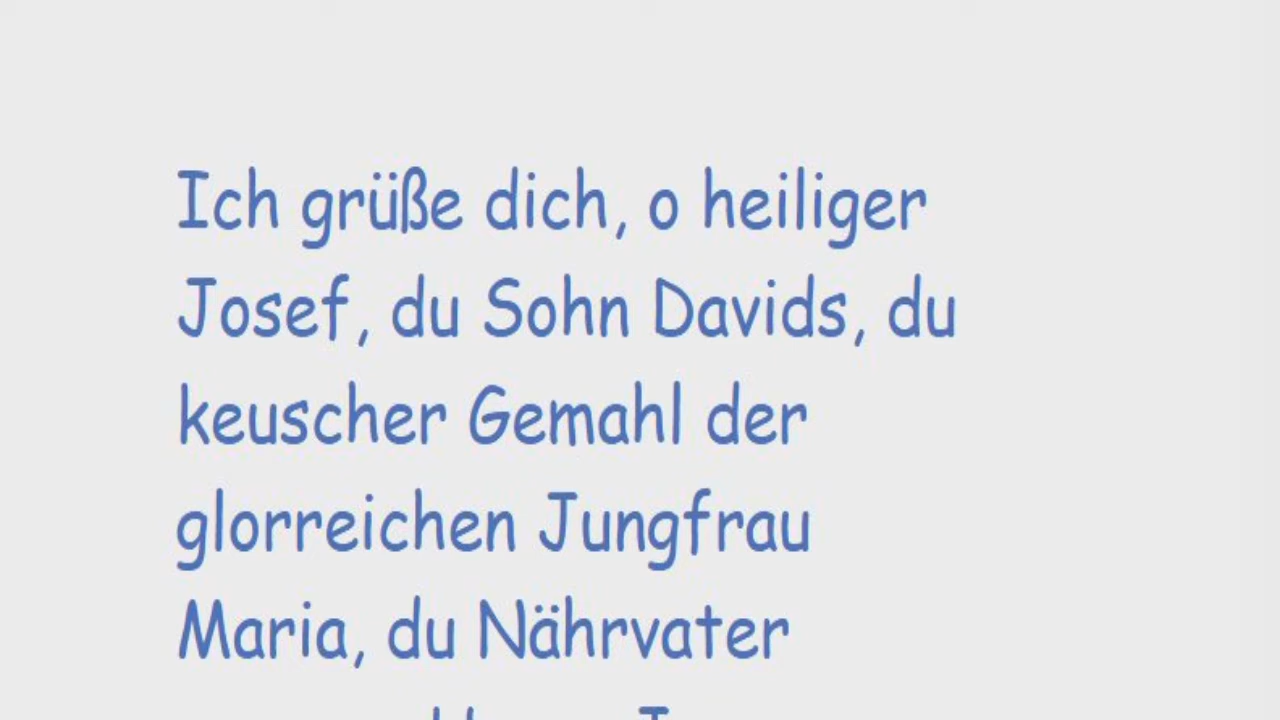 Ich grüße dich, o heiliger
Josef, du Sohn Davids, du
keuscher Gemahl der
glorreichen Jungfrau
Maria, du Nährvater